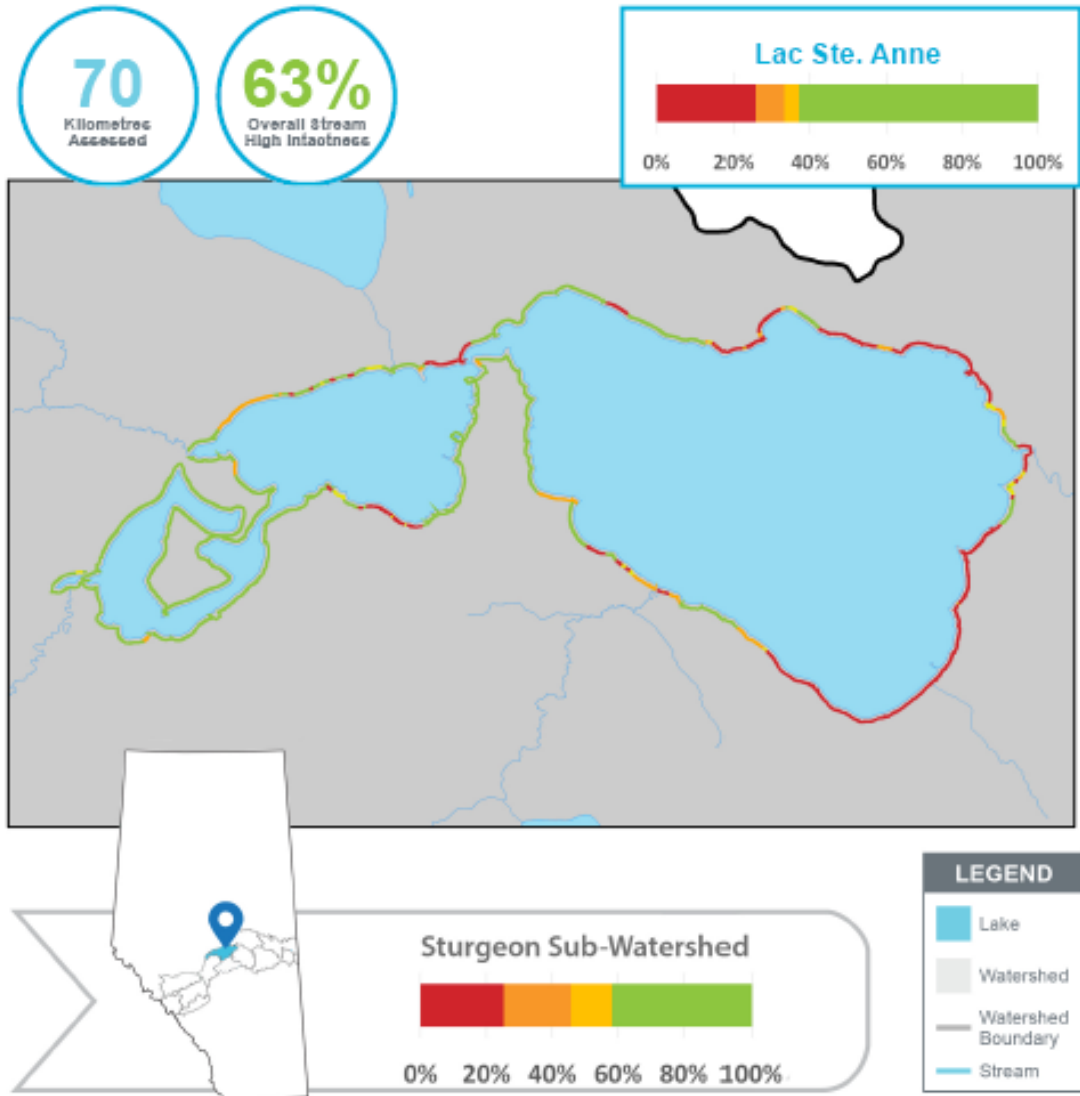 70
Kilometres
Assessed
63%
Overall Stream
High Intaotness
Lac Ste. Anne
0% 20% 40% 60% 80% 100%
Sturgeon Sub-Watershed
0% 20% 40% 60% 80% 100%
LEGEND
Lake
Watershed
Watershed
Boundary
Stream